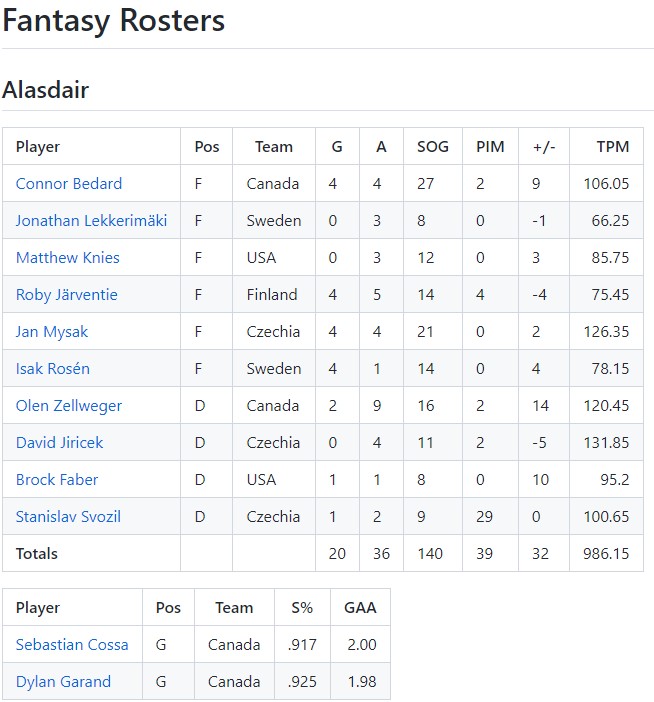 Fantasy Rosters
Alasdair
Player Pos Team G A SOG PIM +/- TPM
Connor Bedard F Canada 4 4 27 2 9 106.05
Jonathan Lekkerimäki F Sweden 0 3 8 0 -1 66.25
Matthew Knies F USA 0 3 12 0 3 85.75
Roby Järventie F Finland 4 5 14 4 -4 75.45
Jan Mysak F Czechia 4 4 21 0 2 126.35
Isak Rosén F Sweden 4 1 14 0 4 78.15
Olen Zellweger D Canada 2 9 16 2 14 120.45
David Jiricek D Czechia 0 4 11 2 -5 131.85
Brock Faber D USA 1 1 8 0 10 95.2
Stanislav Svozil D Czechia 1 2 9 29 0 100.65
Totals 20 36 140 39 32 986.15
Player Pos Team S% GAA
Sebastian Cossa G Canada .917 2.00
Dylan Garand G Canada .925 1.98